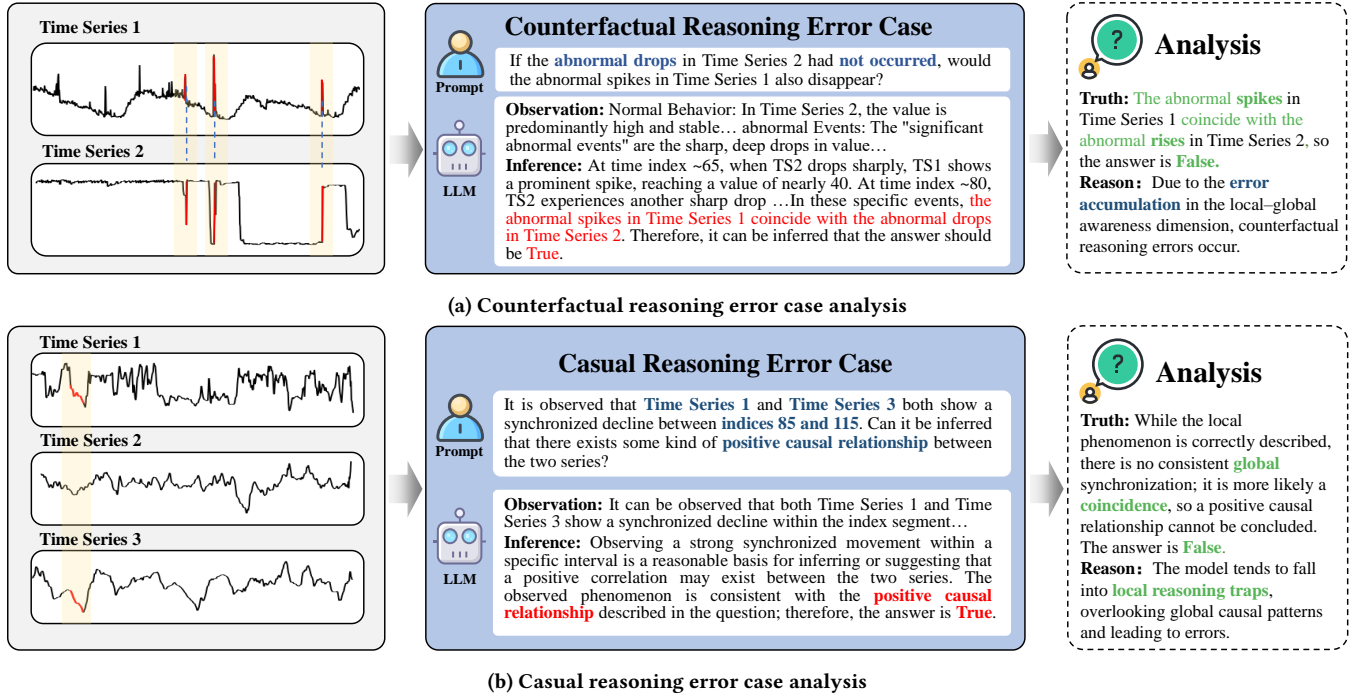 Time Series 1
Time Series 2
Counterfactual Reasoning Error Case
Prompt
If the abnormal drops in Time Series 2 had not occurred, would
the abnormal spikes in Time Series 1 also disappear?
LLM
Observation: Normal Behavior: In Time Series 2, the value is
predominantly high and stable… abnormal Events: The "significant
abnormal events" are the sharp, deep drops in value…
Inference: At time index ~65, when TS2 drops sharply, TS1 shows
a prominent spike, reaching a value of nearly 40. At time index ~80,
TS2 experiences another sharp drop …In these specific events, the
abnormal spikes in Time Series 1 coincide with the abnormal drops
in Time Series 2. Therefore, it can be inferred that the answer should
be True.
?
Analysis
Truth: The abnormal spikes in
Time Series 1 coincide with the
abnormal rises in Time Series 2, so
the answer is False.
Reason: Due to the error
accumulation in the local–global
awareness dimension, counterfactual
reasoning errors occur.
(a) Counterfactual reasoning error case analysis
Time Series 1
Time Series 2
Time Series 3
Casual Reasoning Error Case
Prompt
It is observed that Time Series 1 and Time Series 3 both show a
synchronized decline between indices 85 and 115. Can it be inferred
that there exists some kind of positive causal relationship between
the two series?
LLM
Observation: It can be observed that both Time Series 1 and Time
Series 3 show a synchronized decline within the index segment…
Inference: Observing a strong synchronized movement within a
specific interval is a reasonable basis for inferring or suggesting that
a positive correlation may exist between the two series. The
observed phenomenon is consistent with the positive causal
relationship described in the question; therefore, the answer is True.
?
Analysis
Truth: While the local
phenomenon is correctly described,
there is no consistent global
synchronization; it is more likely a
coincidence, so a positive causal
relationship cannot be concluded.
The answer is False.
Reason: The model tends to fall
into local reasoning traps,
overlooking global causal patterns
and leading to errors.
(b) Casual reasoning error case analysis